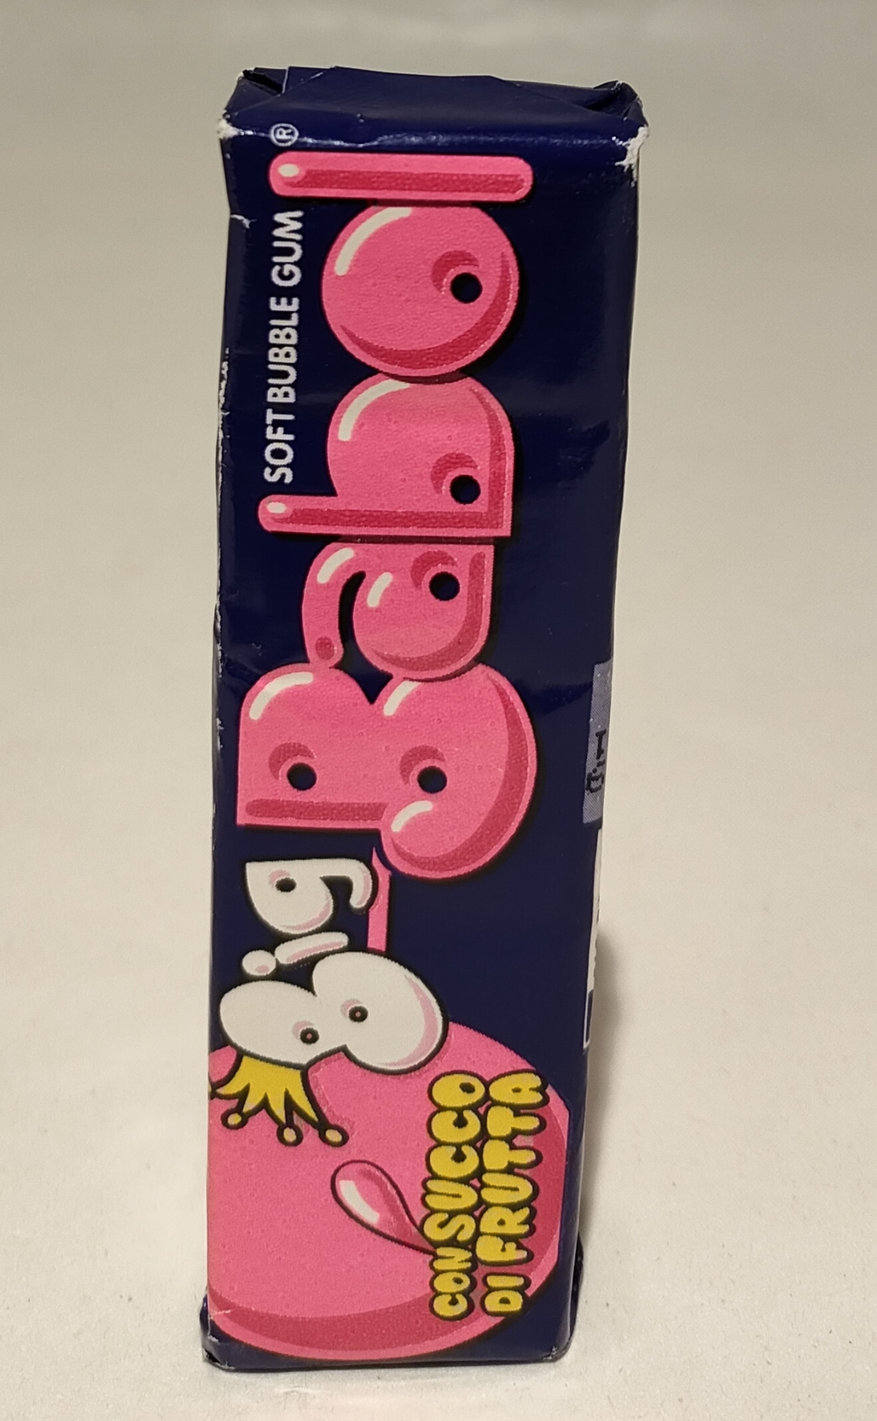 Big Babol®
SOFT BUBBLE GUM
CON SUCCO
DI FRUTTA